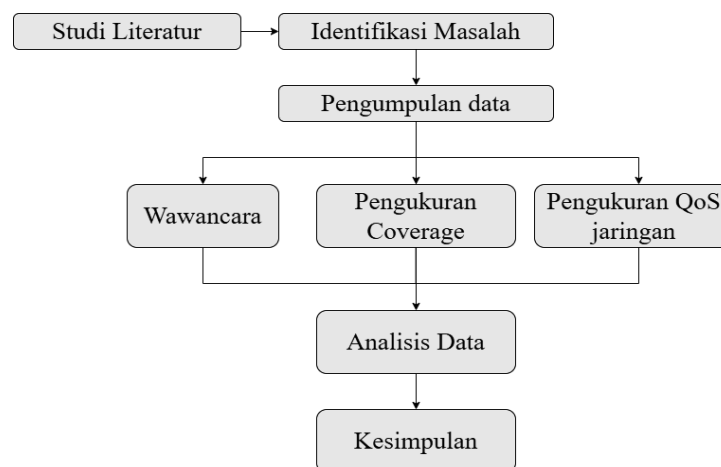 Studi Literatur
Identifikasi Masalah
Pengumpulan data
Wawancara
Pengukuran
Coverage
Pengukuran QoS
jaringan
Analisis Data
Kesimpulan